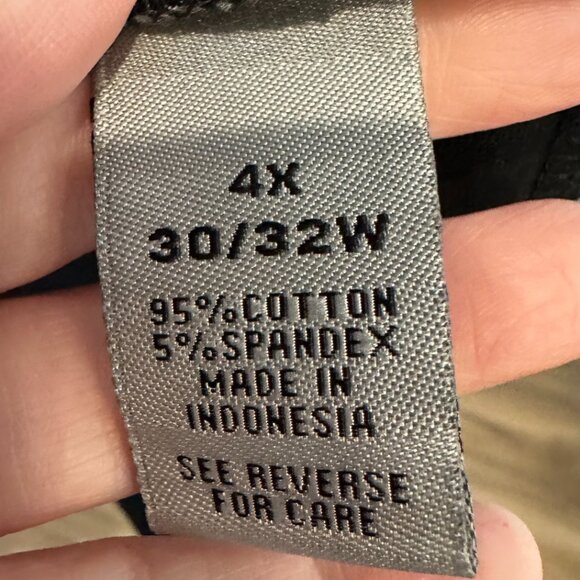 4X
30/32W
95%COTTON
5%SPANDEX
MADE IN
INDONESIA
SEE REVERSE
FOR CARE